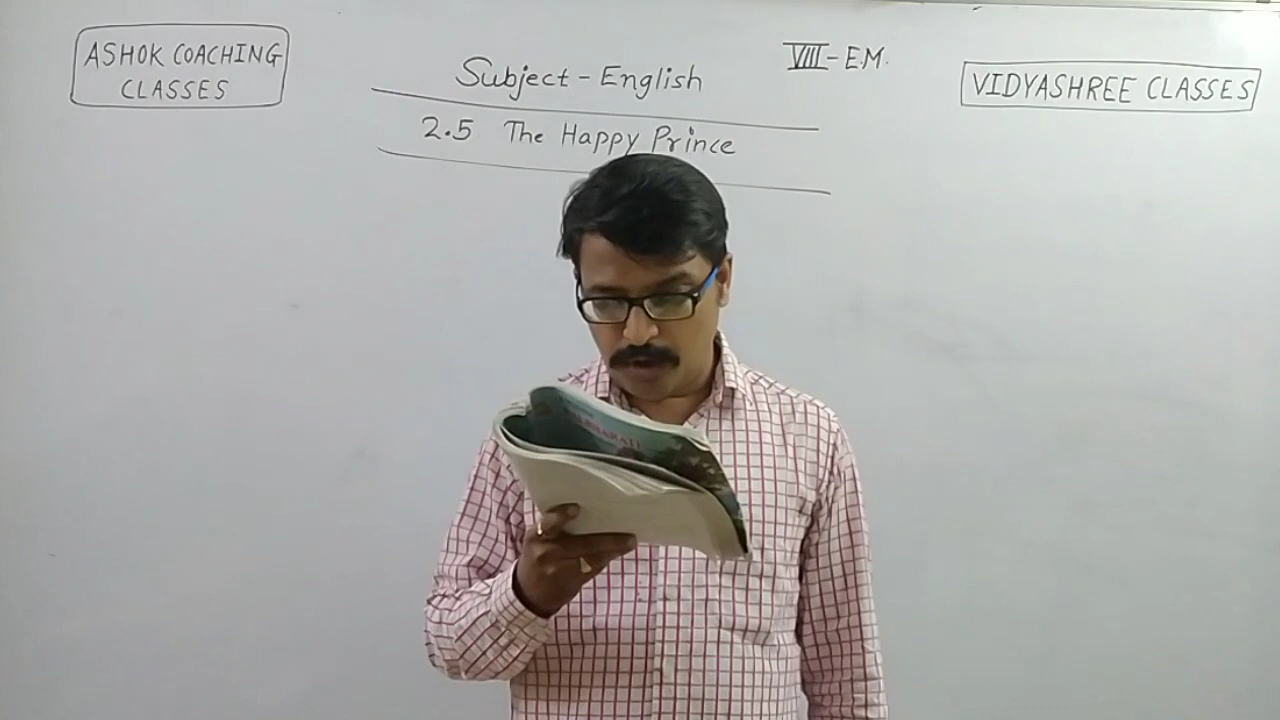 ASHOK COACHING
CLASSES
Subject - English
VIII - E.M.
VIDYASHREE CLASSES
2.5 The Happy Prince